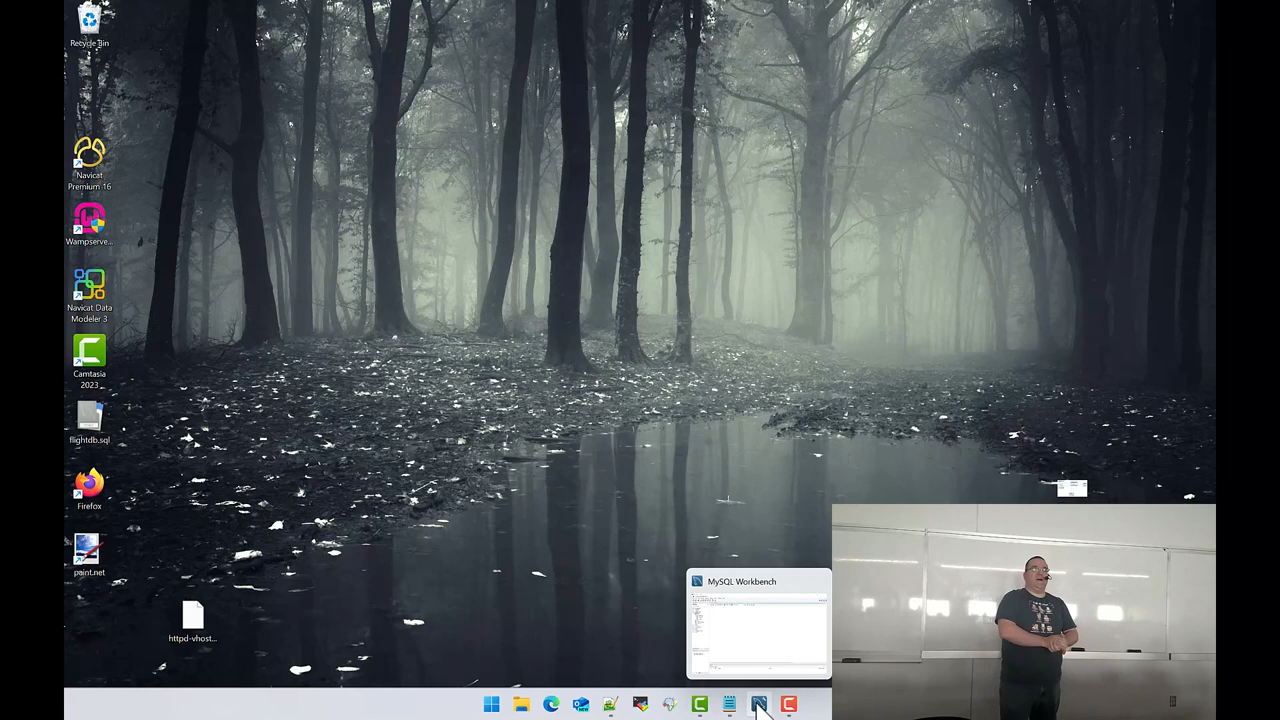 Recycle Bin
Navicat
Premium 16
Wampserve...
Navicat Data
Modeler 3
Camtasia
2023
flightdb.sql
Firefox
paint.net
httpd-vhost...
MySQL Workbench
NEW